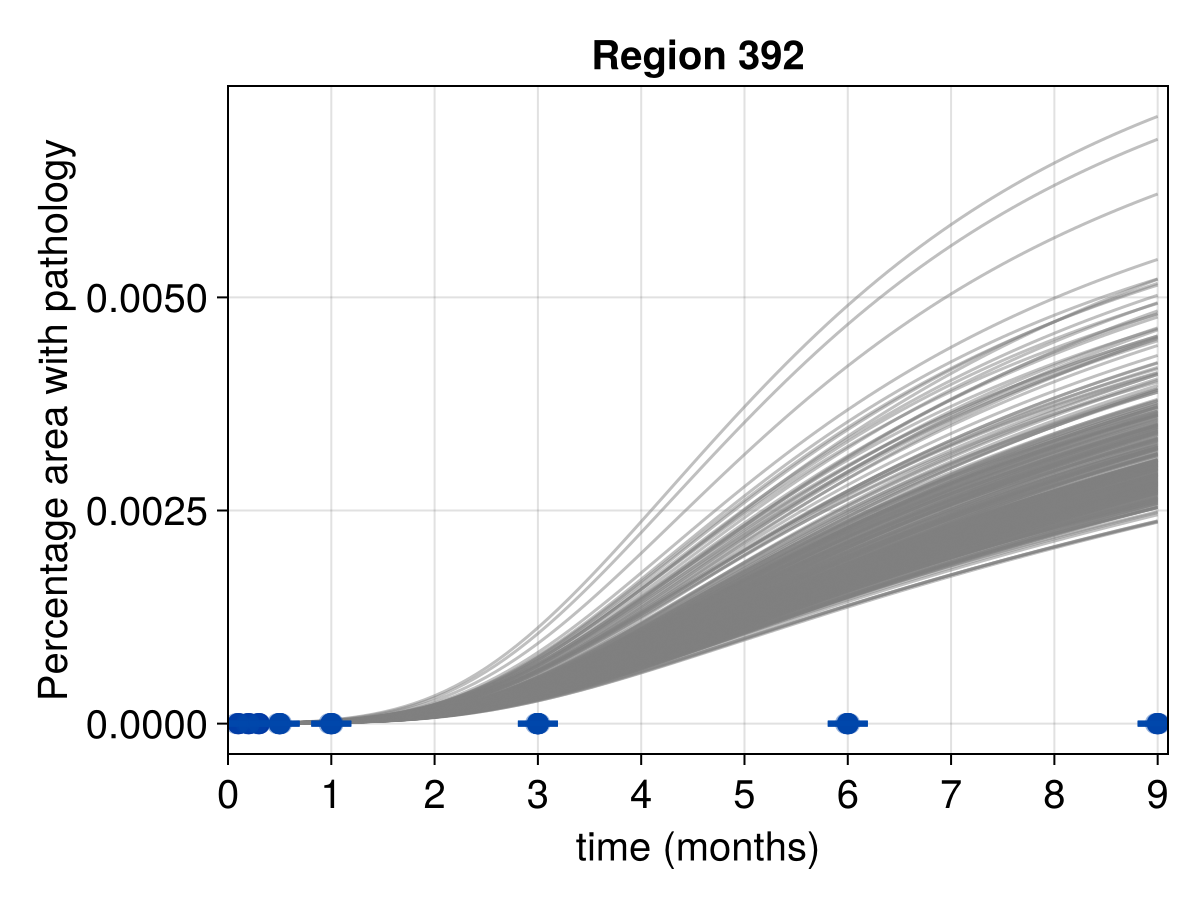 Region 392
Percentage area with pathology
0.0050
0.0025
0.0000
0 1 2 3 4 5 6 7 8 9
time (months)